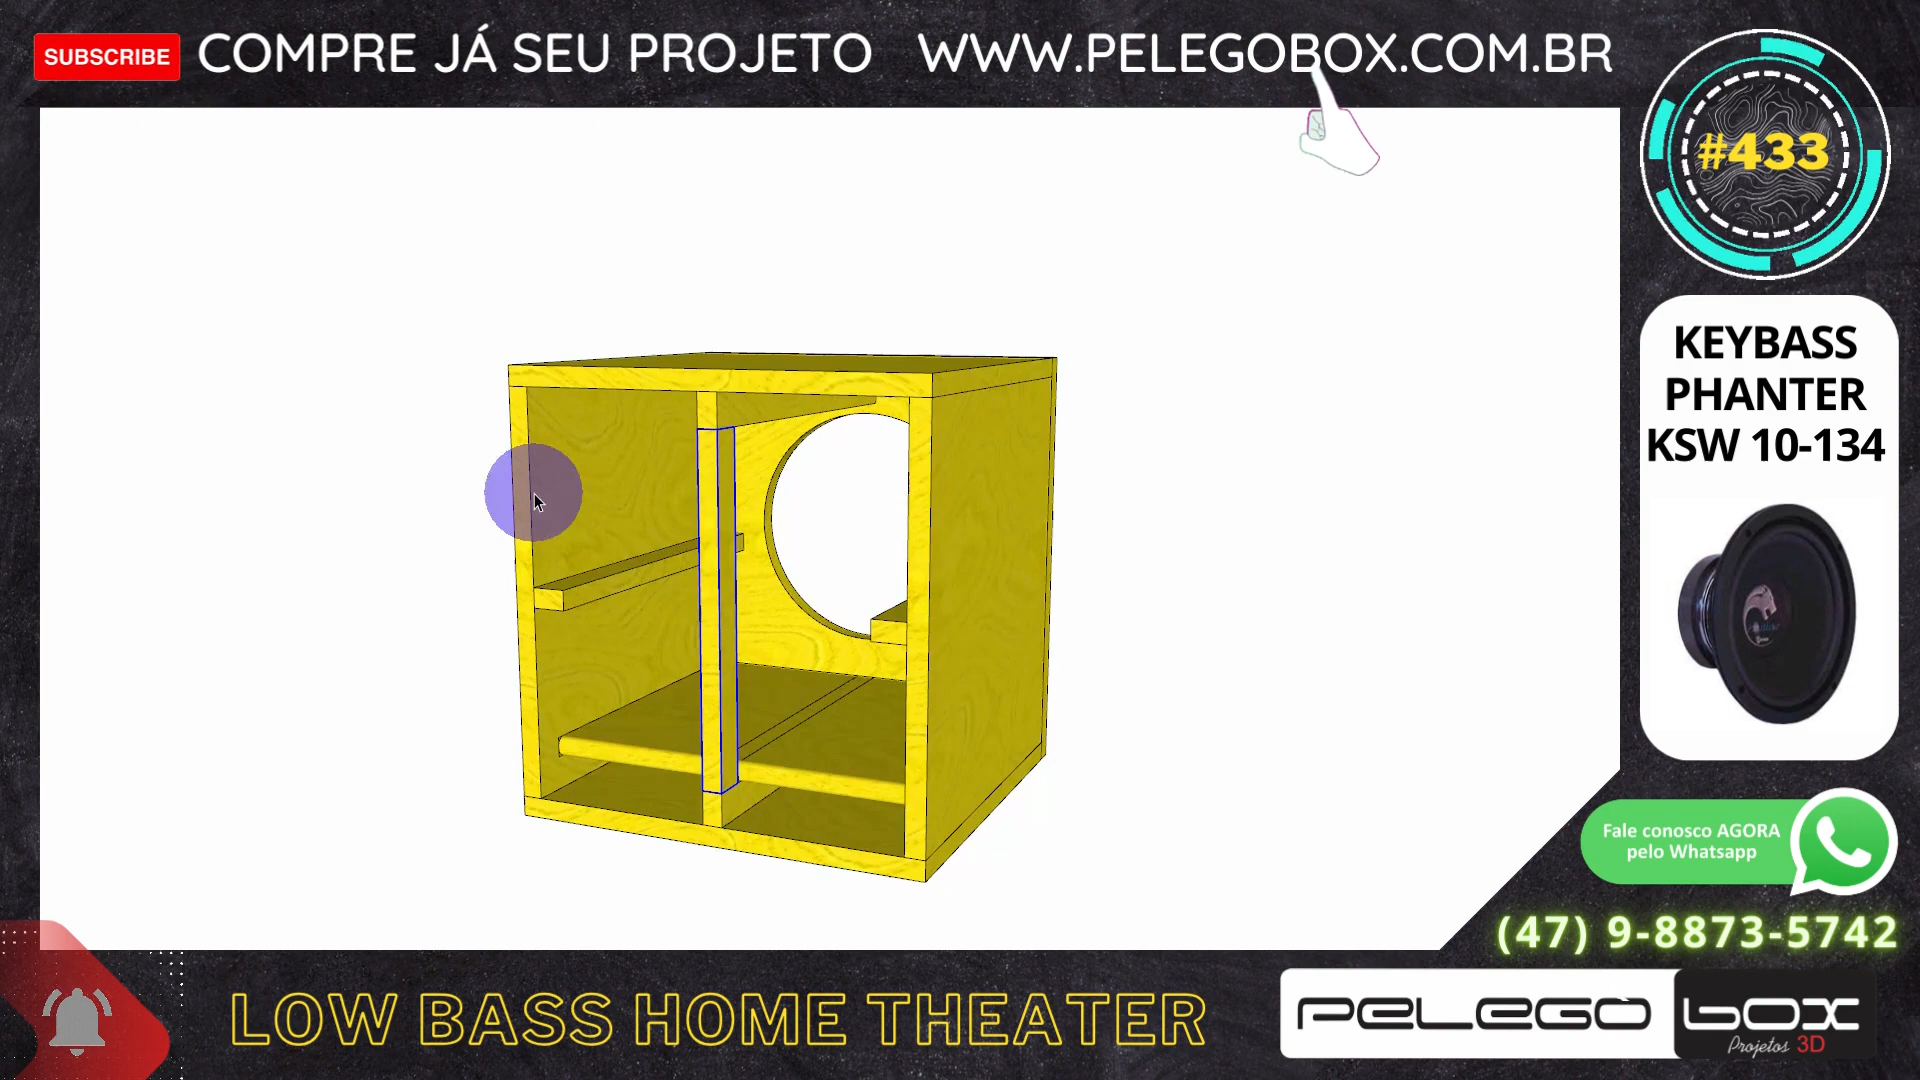 SUBSCRIBE
COMPRE JÁ SEU PROJETO WWW.PELEGOBOX.COM.BR
#433
KEYBASS
PHANTER
KSW 10-134
Fale conosco AGORA
pelo Whatsapp
(47) 9-8873-5742
LOW BASS HOME THEATER
PELEGO BOX
Projetos 3D